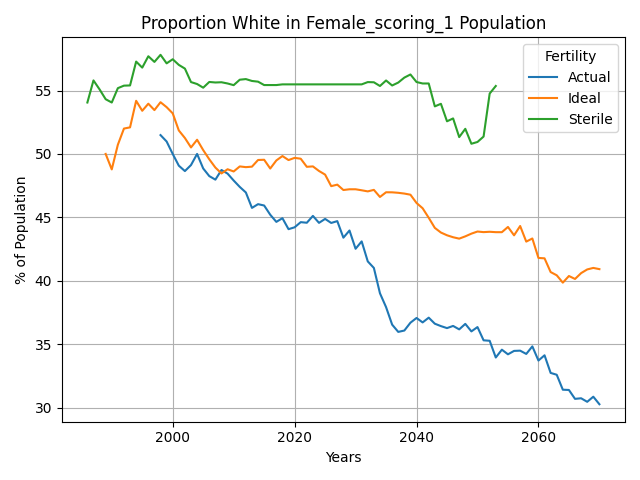 Proportion White in Female_scoring_1 Population
Fertility
Actual
Ideal
Sterile
% of Population
55
50
45
40
35
30
2000
2020
2040
2060
Years